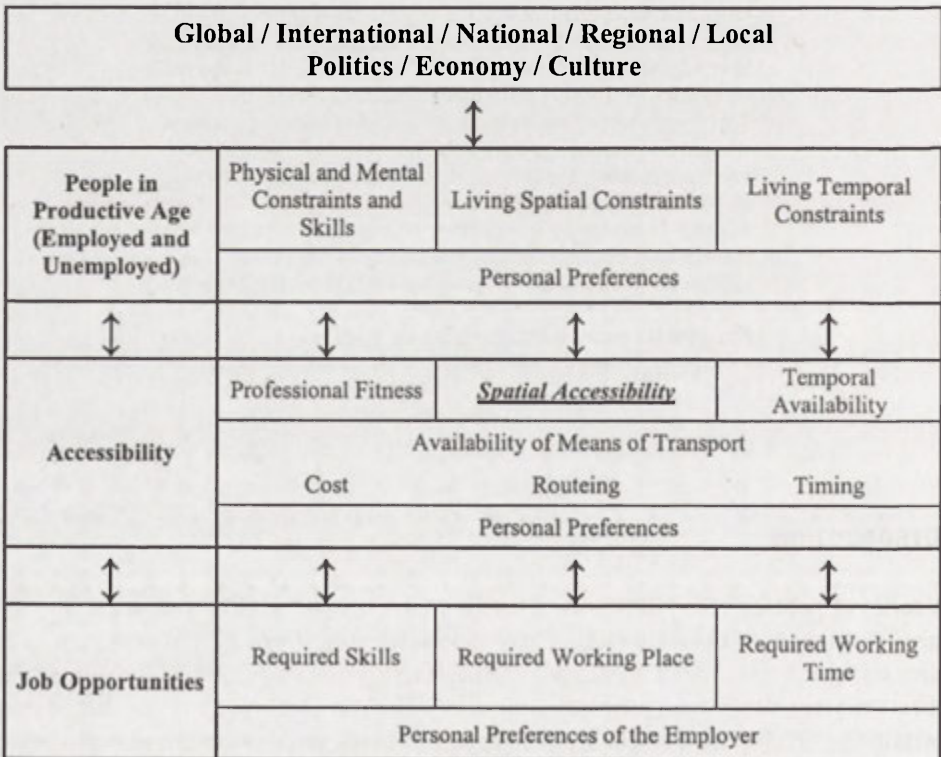 Global / International / National / Regional / Local
Politics / Economy / Culture
People in
Productive Age
(Employed and
Unemployed)
Physical and Mental
Constraints and
Skills
Living Spatial Constraints
Living Temporal
Constraints
Personal Preferences
Accessibility
Professional Fitness
Spatial Accessibility
Temporal
Availability
Availability of Means of Transport
Cost
Routeing
Timing
Personal Preferences
Job Opportunities
Required Skills
Required Working Place
Required Working
Time
Personal Preferences of the Employer